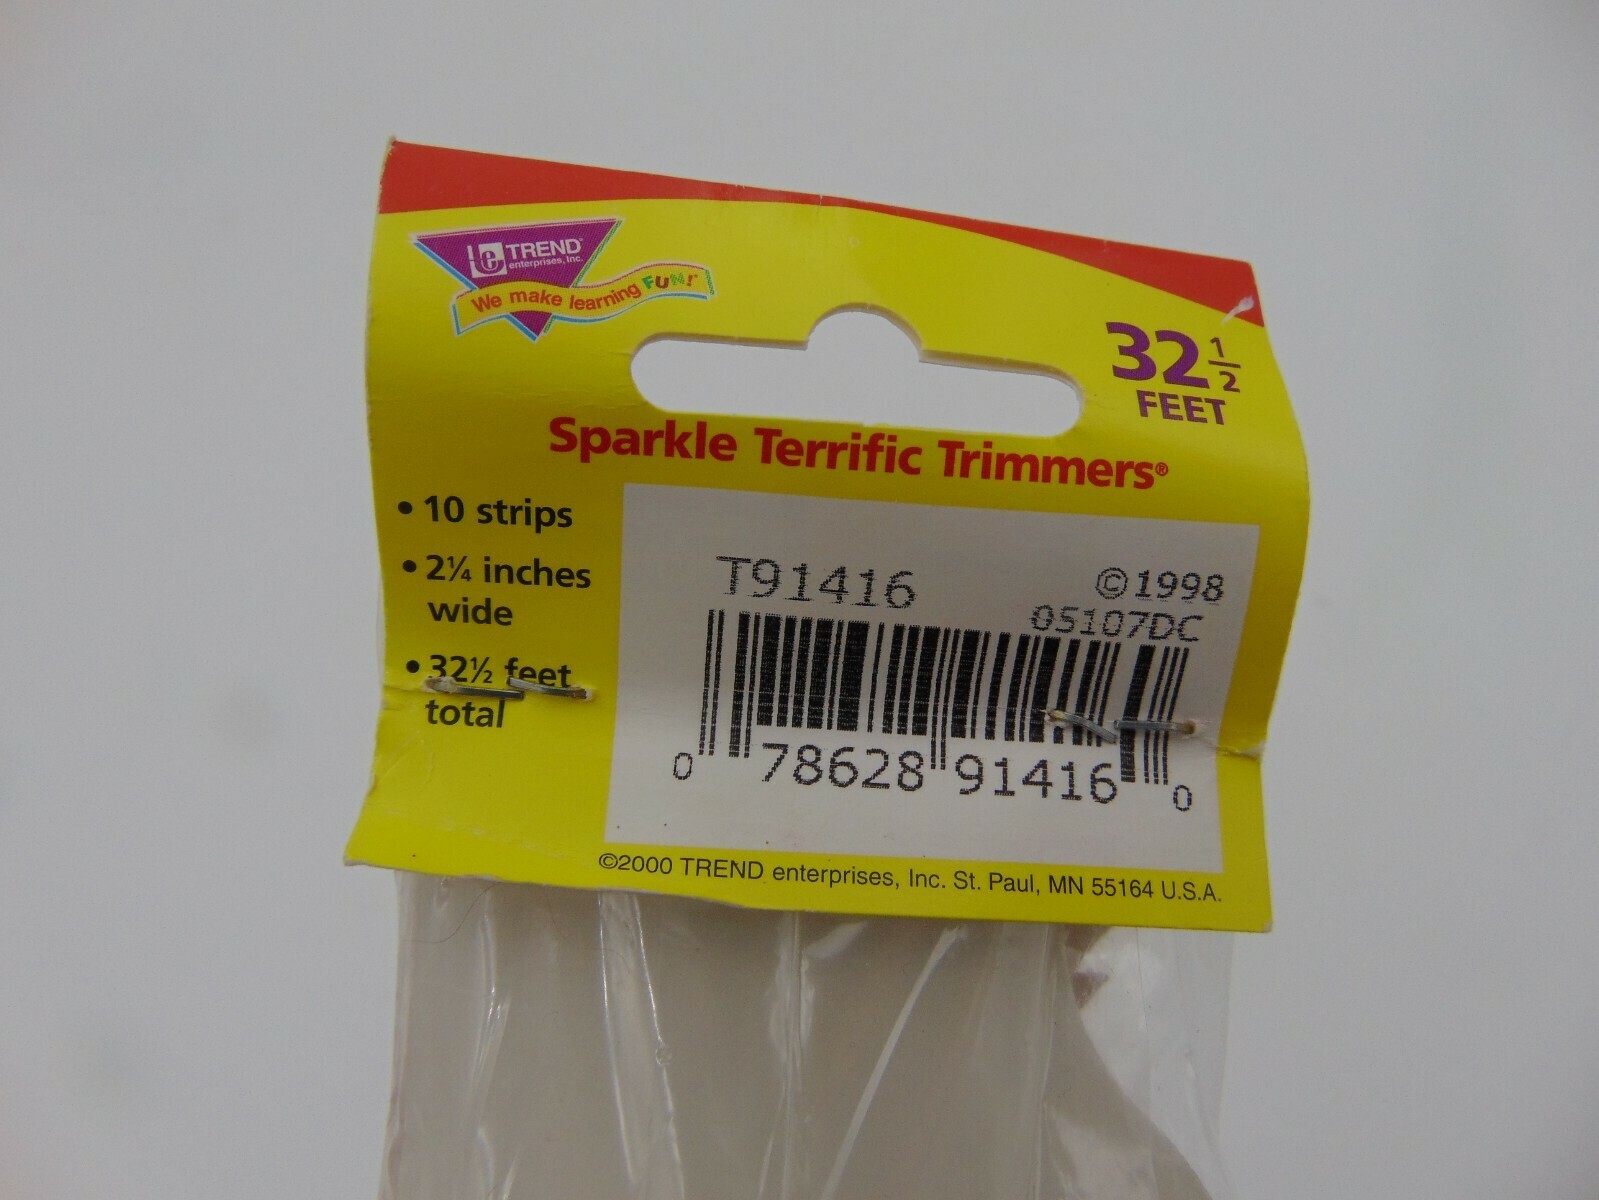 TREND®
enterprises, Inc.
We make learning FUN!®
32 1/2
FEET
Sparkle Terrific Trimmers®
• 10 strips
• 2¼ inches
wide
• 32½ feet
total
T91416
©1998
05107DC
0 78628 91416 0
©2000 TREND enterprises, Inc. St. Paul, MN 55164 U.S.A.